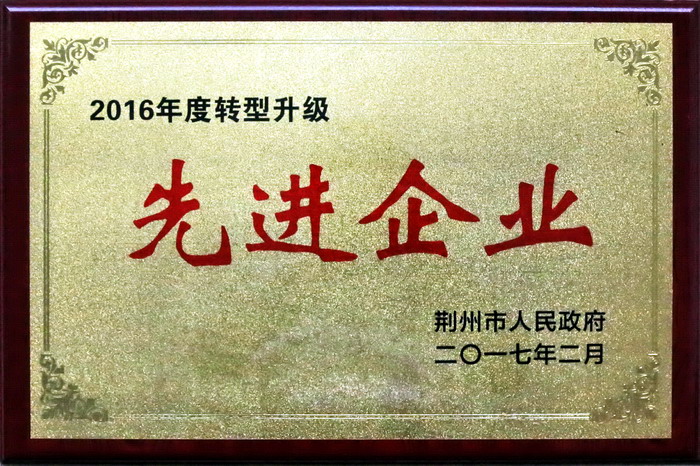 2016年度转型升级
先进企业
荆州市人民政府
二〇一七年二月